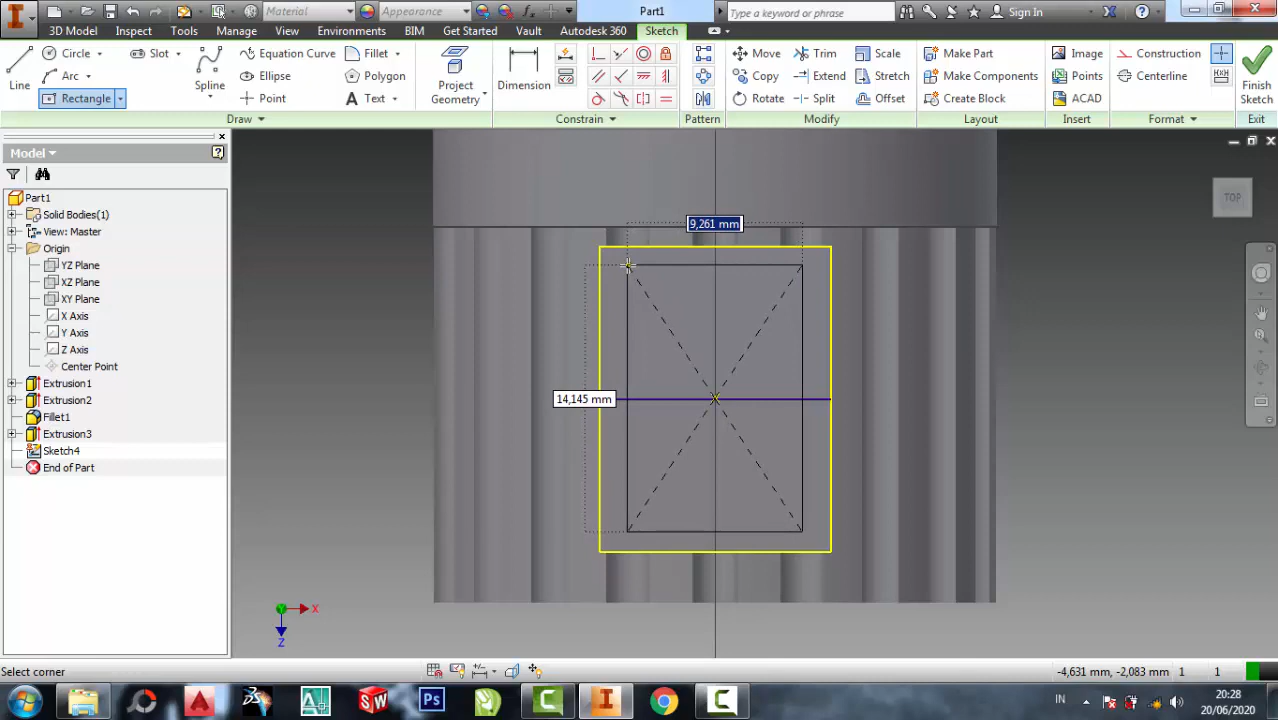 Material
Appearance
Part1
Type a keyword or phrase
Sign In
3D Model
Inspect
Tools
Manage
View
Environments
BIM
Get Started
Vault
Autodesk 360
Sketch
Line
Circle
Arc
Rectangle
Slot
Spline
Equation Curve
Ellipse
Point
Fillet
Polygon
Text
Project
Geometry
Dimension
Move
Copy
Rotate
Trim
Extend
Split
Scale
Stretch
Offset
Make Part
Make Components
Create Block
Image
Points
ACAD
Construction
Centerline
Finish
Sketch
Draw
Constrain
Pattern
Modify
Layout
Insert
Format
Exit
Model
Part1
Solid Bodies(1)
View: Master
Origin
YZ Plane
XZ Plane
XY Plane
X Axis
Y Axis
Z Axis
Center Point
Extrusion1
Extrusion2
Fillet1
Extrusion3
Sketch4
End of Part
TOP
9,261 mm
14,145 mm
X
Z
Select corner
-4,631 mm, -2,083 mm
1
1
Ps
IN
20:28
20/06/2020